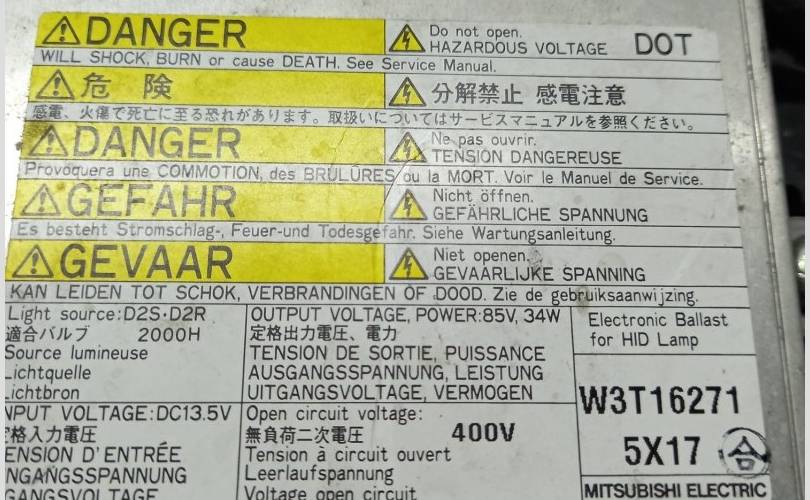 DANGER Do not open. HAZARDOUS VOLTAGE DOT
WILL SHOCK, BURN or cause DEATH. See Service Manual.
危 険 分解禁止 感電注意
感電、火傷で死亡に至る恐れがあります。取扱いについてはサービスマニュアルを参照ください。
DANGER Ne pas ouvrir. TENSION DANGEREUSE
Provoquera une COMMOTION, des BRÛLÛRES ou la MORT. Voir le Manuel de Service.
GEFAHR Nicht öffnen. GEFÄHRLICHE SPANNUNG
Es besteht Stromschlag-, Feuer-und Todesgefahr. Siehe Wartungsanleitung.
GEVAAR Niet openen. GEVAARLIJKE SPANNING
KAN LEIDEN TOT SCHOK, VERBRANDINGEN OF DOOD. Zie de gebruiksaanwijzing.
Light source:D2S·D2R
適合バルブ 2000H
Source lumineuse
Lichtquelle
Lichtbron
OUTPUT VOLTAGE, POWER:85V, 34W
定格出力電圧、電力
TENSION DE SORTIE, PUISSANCE
AUSGANGSSPANNUNG, LEISTUNG
UITGANGSVOLTAGE, VERMOGEN
Electronic Ballast
for HID Lamp
INPUT VOLTAGE:DC13.5V
定格入力電圧
TENSION D'ENTRÉE
INGANGSSPANNUNG
INGANGSVOLTAGE
Open circuit voltage:
無負荷二次電圧 400V
Tension à circuit ouvert
Leerlaufspannung
Voltage open circuit
W3T16271
5X17 合
MITSUBISHI ELECTRIC